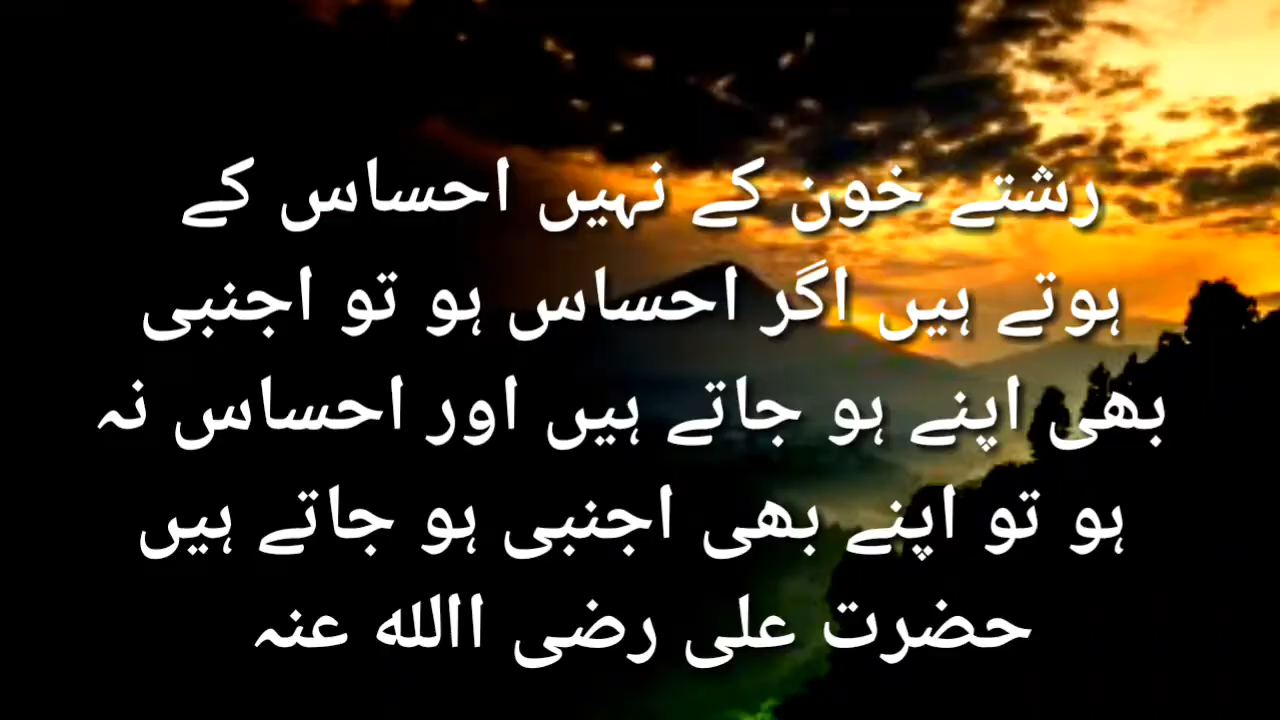 رشتے خون کے نہیں احساس کے
ہوتے ہیں اگر احساس ہو تو اجنبی
بھی اپنے ہو جاتے ہیں اور احساس نہ
ہو تو اپنے بھی اجنبی ہو جاتے ہیں
حضرت علی رضی االله عنہ